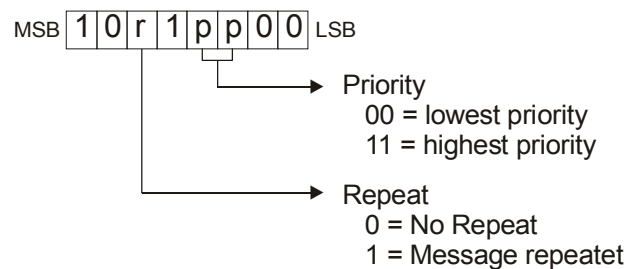 MSB 1 0 r 1 p p 0 0 LSB
Priority
00 = lowest priority
11 = highest priority
Repeat
0 = No Repeat
1 = Message repeatet